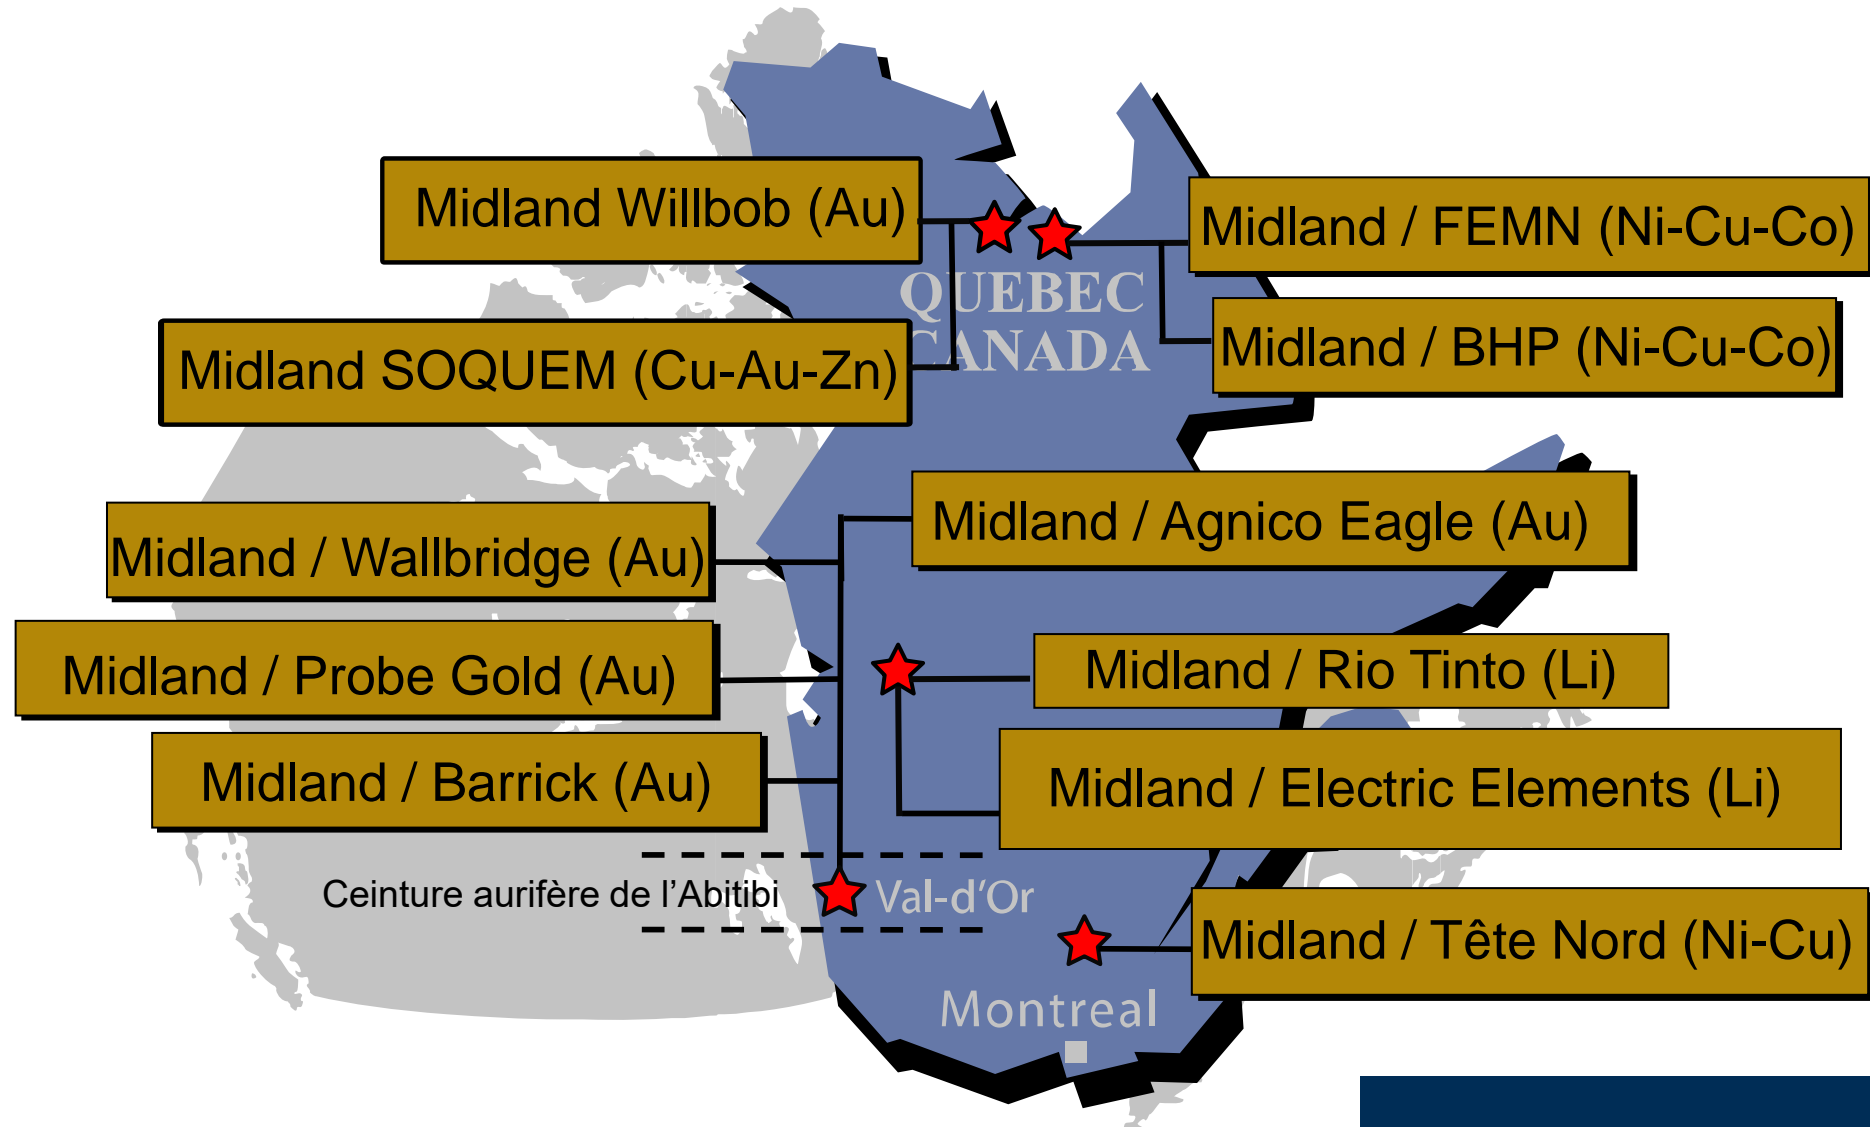 Midland Willbob (Au)
Midland / FEMN (Ni-Cu-Co)
QUEBEC
CANADA
Midland SOQUEM (Cu-Au-Zn)
Midland / BHP (Ni-Cu-Co)
Midland / Agnico Eagle (Au)
Midland / Wallbridge (Au)
Midland / Probe Gold (Au)
Midland / Rio Tinto (Li)
Midland / Barrick (Au)
Midland / Electric Elements (Li)
Ceinture aurifère de l’Abitibi
Val-d'Or
Midland / Tête Nord (Ni-Cu)
Montreal